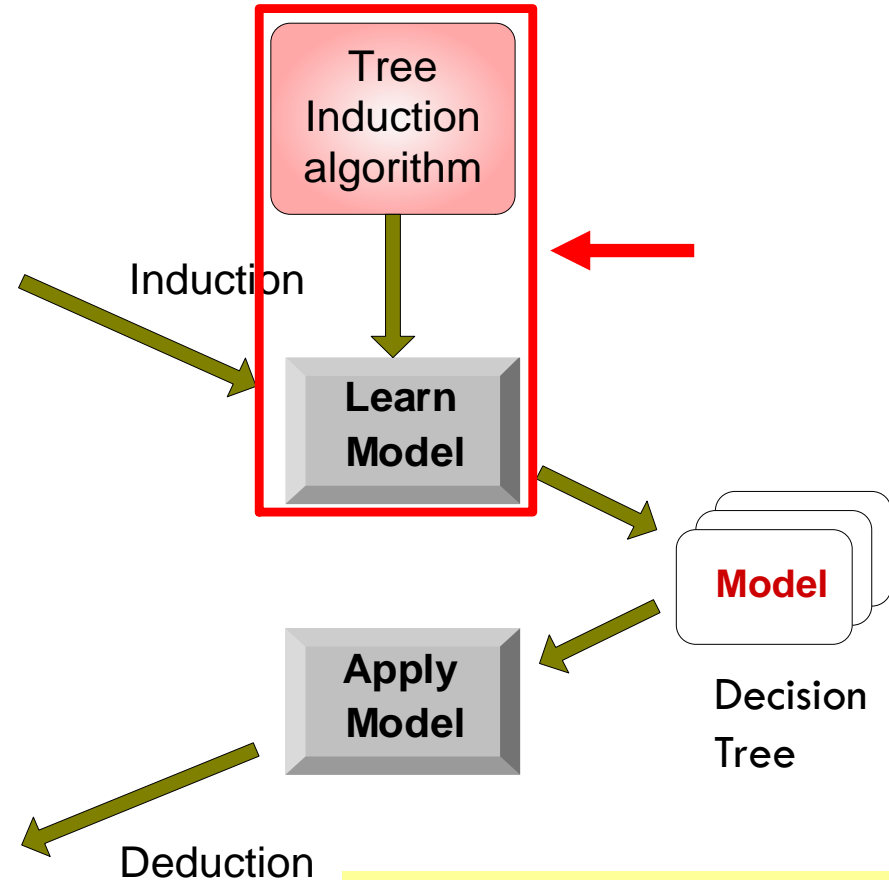 Tree
Induction
algorithm
Induction
Learn
Model
Model
Apply
Model
Decision
Tree
Deduction